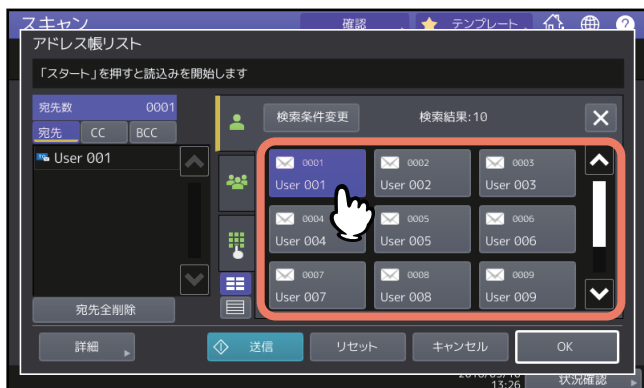 スキャン
確認
テンプレート
アドレス帳リスト
「スタート」を押すと読込みを開始します
宛先数 0001
宛先 CC BCC
User 001
検索条件変更
検索結果:10
0001
User 001
0002
User 002
0003
User 003
0004
User 004
0005
User 005
0006
User 006
0007
User 007
0008
User 008
0009
User 009
宛先全削除
詳細
送信
リセット
キャンセル
OK
13:26
状況確認